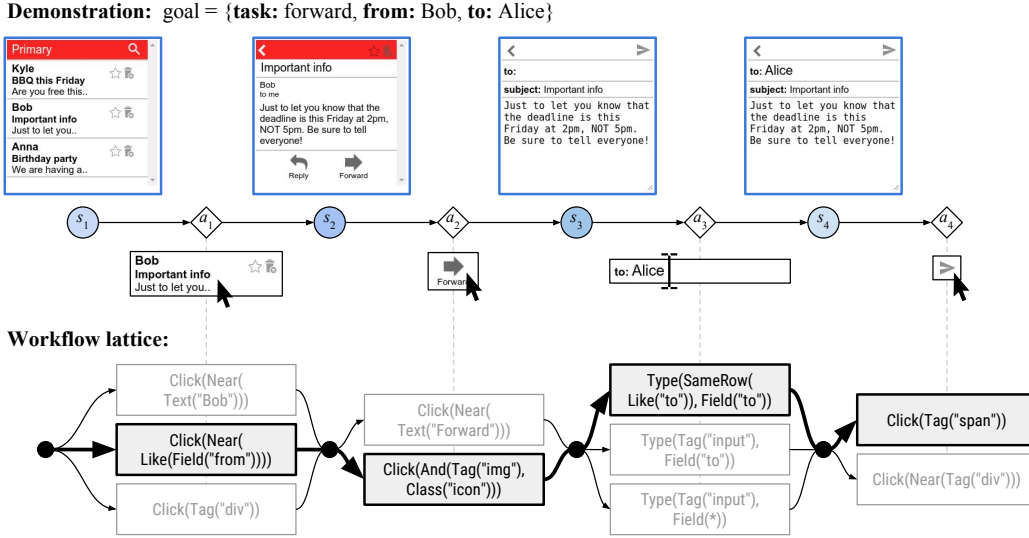 Demonstration: goal = {task: forward, from: Bob, to: Alice}
Primary
Kyle
BBQ this Friday
Are you free this..
Bob
Important info
Just to let you..
Anna
Birthday party
We are having a..
Important info
Bob
to me
Just to let you know that the
deadline is this Friday at 2pm,
NOT 5pm. Be sure to tell
everyone!
Reply
Forward
to:
subject: Important info
Just to let you know that
the deadline is this
Friday at 2pm, NOT 5pm.
Be sure to tell everyone!
to: Alice
subject: Important info
Just to let you know that
the deadline is this
Friday at 2pm, NOT 5pm.
Be sure to tell everyone!
s1
a1
s2
a2
s3
a3
s4
a4
Bob
Important info
Just to let you..
Forward
to: Alice
Workflow lattice:
Click(Near(
Text("Bob")))
Click(Near(
Like(Field("from"))))
Click(Tag("div"))
Click(Near(
Text("Forward")))
Click(And(Tag("img"),
Class("icon")))
Type(SameRow(
Like("to")), Field("to"))
Type(Tag("input"),
Field("to"))
Type(Tag("input"),
Field(*))
Click(Tag("span"))
Click(Near(Tag("div")))